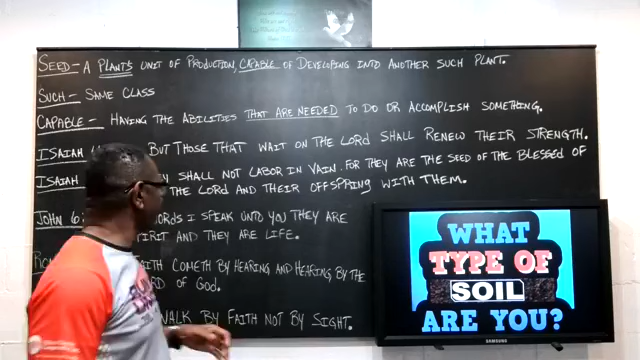 SEED- A PLANT'S UNIT OF PRODUCTION, CAPABLE OF DEVELOPING INTO ANOTHER SUCH PLANT.
SUCH- SAME CLASS
CAPABLE- HAVING THE ABILITIES THAT ARE NEEDED TO DO OR ACCOMPLISH SOMETHING.
ISAIAH BUT THOSE THAT WAIT ON THE LORD SHALL RENEW THEIR STRENGTH.
ISAIAH SHALL NOT LABOR IN VAIN. FOR THEY ARE THE SEED OF THE BLESSED OF
THE LORD AND THEIR OFFSPRING WITH THEM.
JOHN 6: I SPEAK UNTO YOU THEY ARE
AND THEY ARE LIFE.
COMETH BY HEARING AND HEARING BY THE
OF GOD.
WALK BY FAITH NOT BY SIGHT.
WHAT
TYPE OF
SOIL
ARE YOU?
SAMSUNG